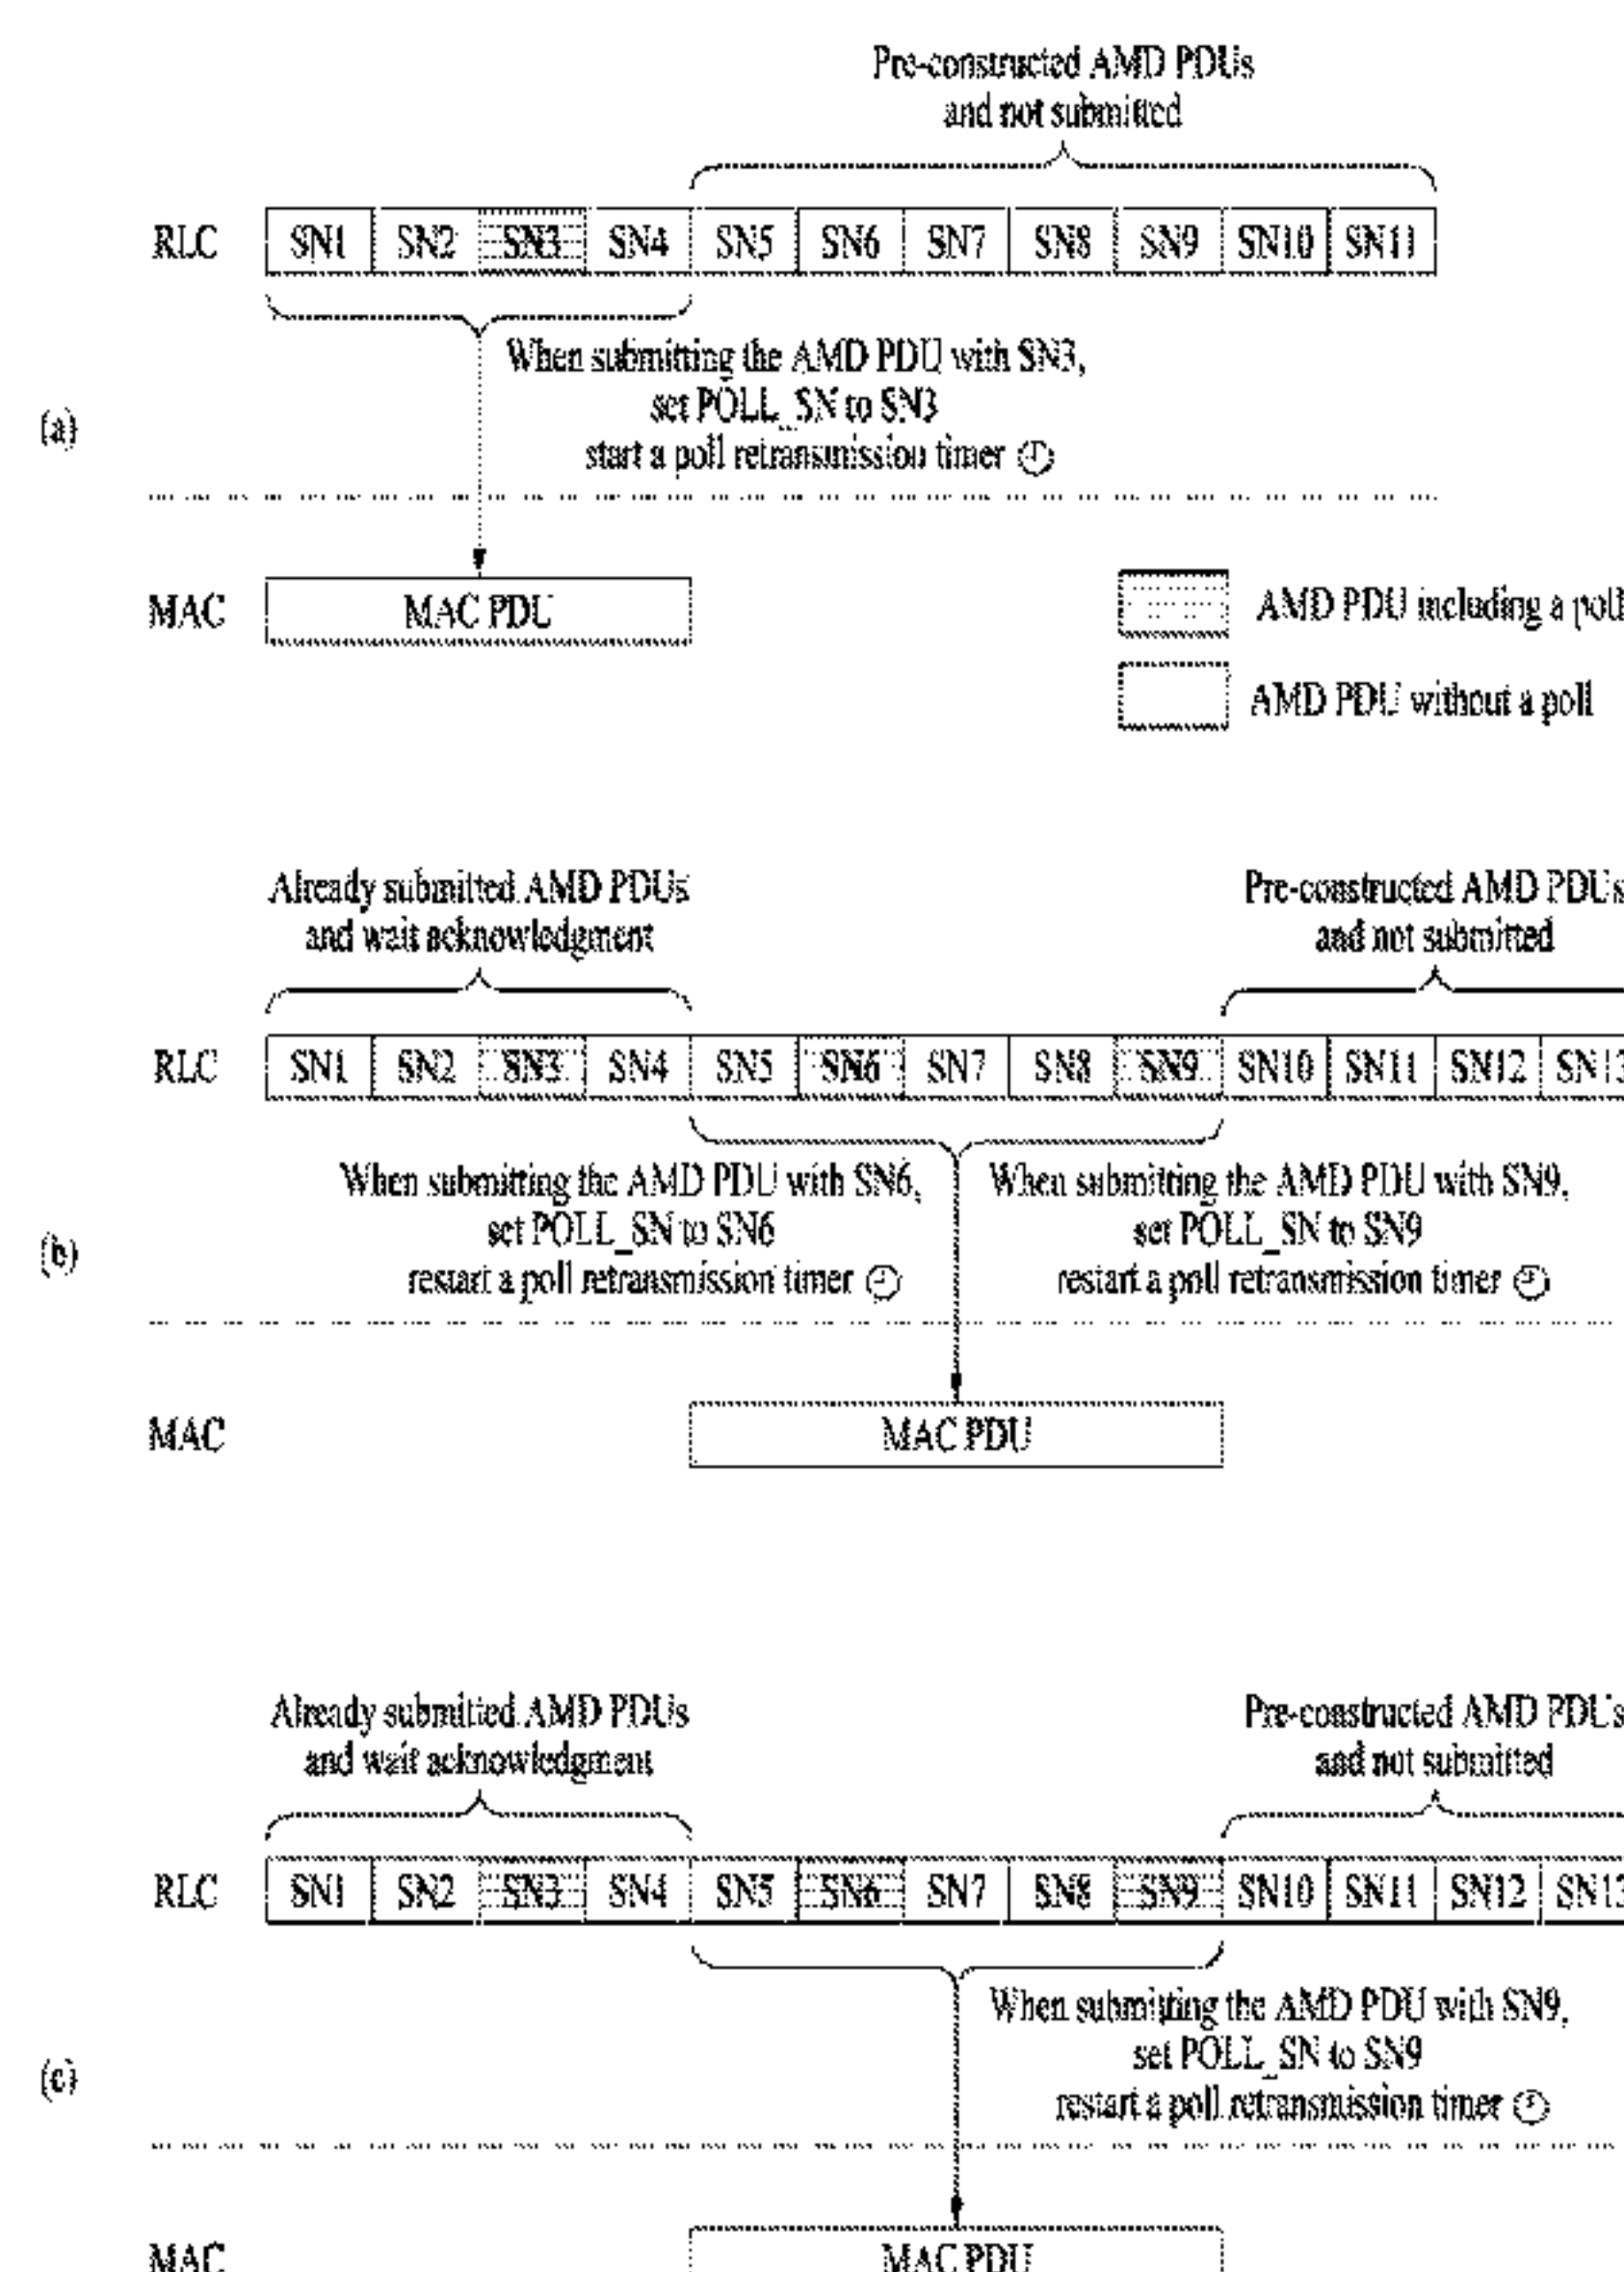 Pre-constructed AMD PDUs
and not submitted
RLC SN1 SN2 SN3 SN4 SN5 SN6 SN7 SN8 SN9 SN10 SN11
When submitting the AMD PDU with SN3,
set POLL_SN to SN3
start a poll retransmission timer
(a)
MAC MAC PDU
AMD PDU including a poll
AMD PDU without a poll
Already submitted AMD PDUs
and wait acknowledgment
Pre-constructed AMD PDUs
and not submitted
RLC SN1 SN2 SN3 SN4 SN5 SN6 SN7 SN8 SN9 SN10 SN11 SN12 SN13
When submitting the AMD PDU with SN6,
set POLL_SN to SN6
restart a poll retransmission timer
When submitting the AMD PDU with SN9,
set POLL_SN to SN9
restart a poll retransmission timer
(b)
MAC MAC PDU
Already submitted AMD PDUs
and wait acknowledgment
Pre-constructed AMD PDUs
and not submitted
RLC SN1 SN2 SN3 SN4 SN5 SN6 SN7 SN8 SN9 SN10 SN11 SN12 SN13
When submitting the AMD PDU with SN9,
set POLL_SN to SN9
restart a poll retransmission timer
(c)
MAC MAC PDU